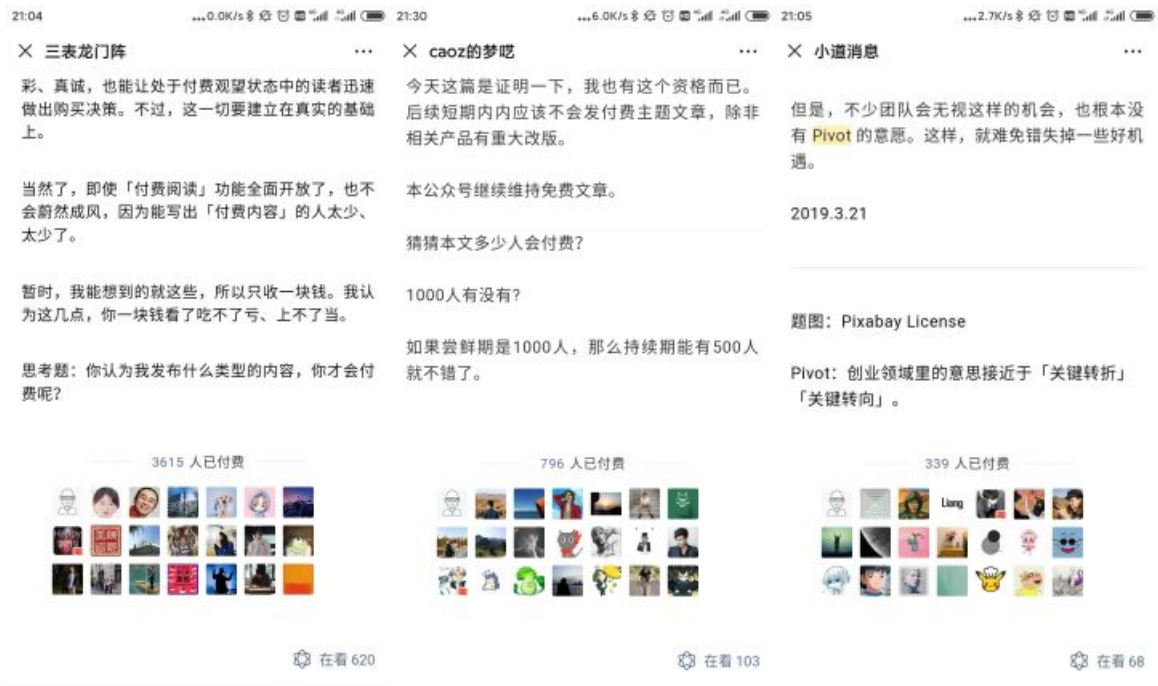 21:04
...0.0K/s
三表龙门阵
彩、真诚，也能让处于付费观望状态中的读者迅速
做出购买决策。不过，这一切要建立在真实的基础
上。
当然了，即使「付费阅读」功能全面开放了，也不
会蔚然成风，因为能写出「付费内容」的人太少、
太少了。
暂时，我能想到的就这些，所以只收一块钱。我认
为这几点，你一块钱看了吃不了亏、上不了当。
思考题：你认为我发布什么类型的内容，你才会付
费呢？
3615 人已付费
在看 620
21:30
...6.0K/s
caoz的梦呓
今天这篇是证明一下，我也有这个资格而已。
后续短期内内应该不会发付费主题文章，除非
相关产品有重大改版。
本公众号继续维持免费文章。
猜猜本文多少人会付费？
1000人有没有？
如果尝鲜期是1000人，那么持续期能有500人
就不错了。
796 人已付费
在看 103
21:05
...2.7K/s
小道消息
但是，不少团队会无视这样的机会，也根本没
有 Pivot 的意愿。这样，就难免错失掉一些好机
遇。
2019.3.21
题图：Pixabay License
Pivot：创业领域里的意思接近于「关键转折」
「关键转向」。
339 人已付费
Liang
在看 68